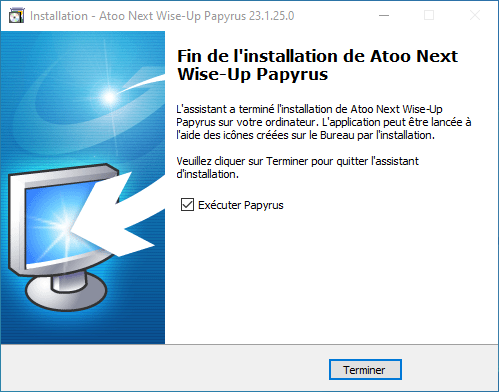 Installation - Atoo Next Wise-Up Papyrus 23.1.25.0
Fin de l'installation de Atoo Next
Wise-Up Papyrus
L'assistant a terminé l'installation de Atoo Next Wise-Up
Papyrus sur votre ordinateur. L'application peut être lancée à
l'aide des icônes créées sur le Bureau par l'installation.
Veuillez cliquer sur Terminer pour quitter l'assistant
d'installation.
Exécuter Papyrus
Terminer